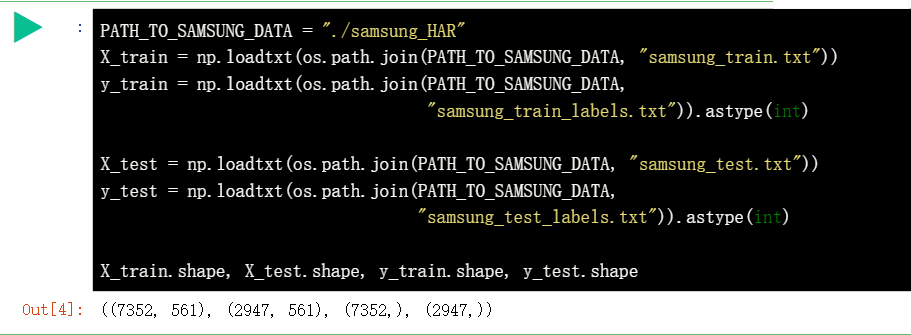 :
PATH_TO_SAMSUNG_DATA = "./samsung_HAR"
X_train = np.loadtxt(os.path.join(PATH_TO_SAMSUNG_DATA, "samsung_train.txt"))
y_train = np.loadtxt(os.path.join(PATH_TO_SAMSUNG_DATA,
"samsung_train_labels.txt")).astype(int)
X_test = np.loadtxt(os.path.join(PATH_TO_SAMSUNG_DATA, "samsung_test.txt"))
y_test = np.loadtxt(os.path.join(PATH_TO_SAMSUNG_DATA,
"samsung_test_labels.txt")).astype(int)
X_train.shape, X_test.shape, y_train.shape, y_test.shape
Out[4]: ((7352, 561), (2947, 561), (7352,), (2947,))